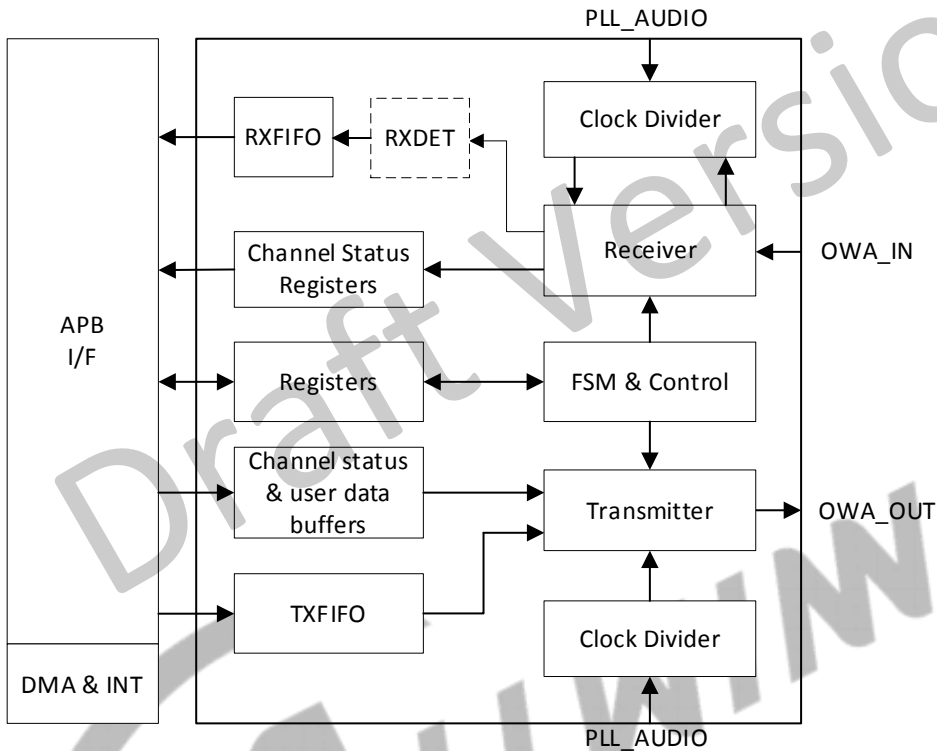 PLL_AUDIO
Clock Divider
RXFIFO
RXDET
Receiver
OWA_IN
Channel Status
Registers
APB
I/F
Registers
FSM & Control
Channel status
& user data
buffers
Transmitter
OWA_OUT
TXFIFO
Clock Divider
DMA & INT
PLL_AUDIO
Draft Versio